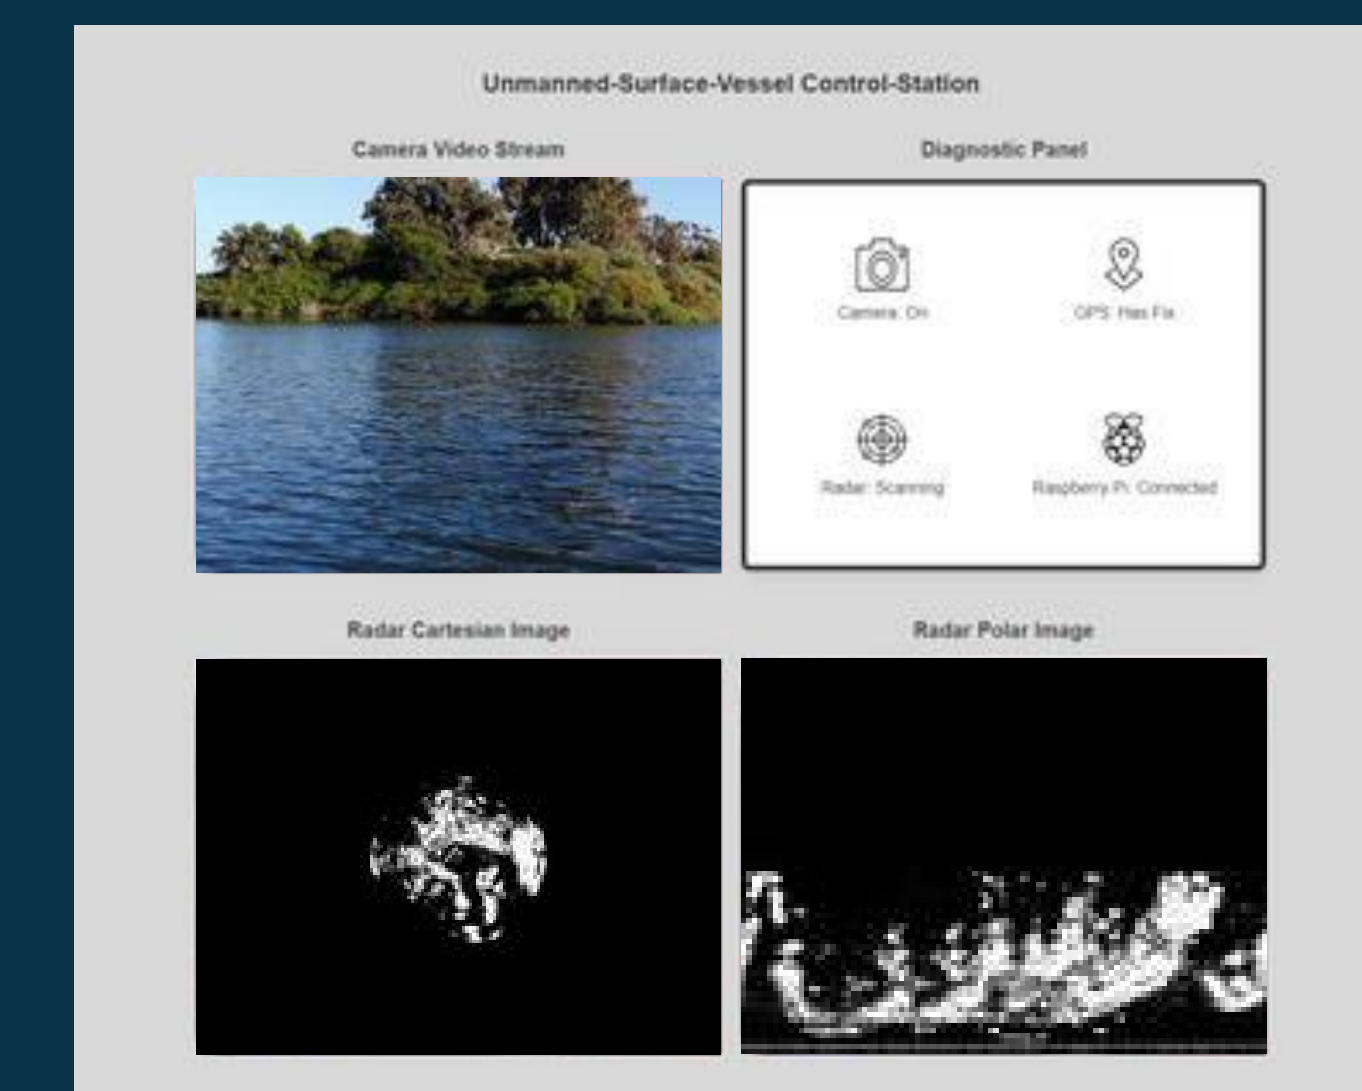 Unmanned-Surface-Vessel Control-Station
Camera Video Stream
Diagnostic Panel
Camera: On
GPS: Has Fix
Radar: Scanning
Raspberry Pi: Connected
Radar Cartesian Image
Radar Polar Image